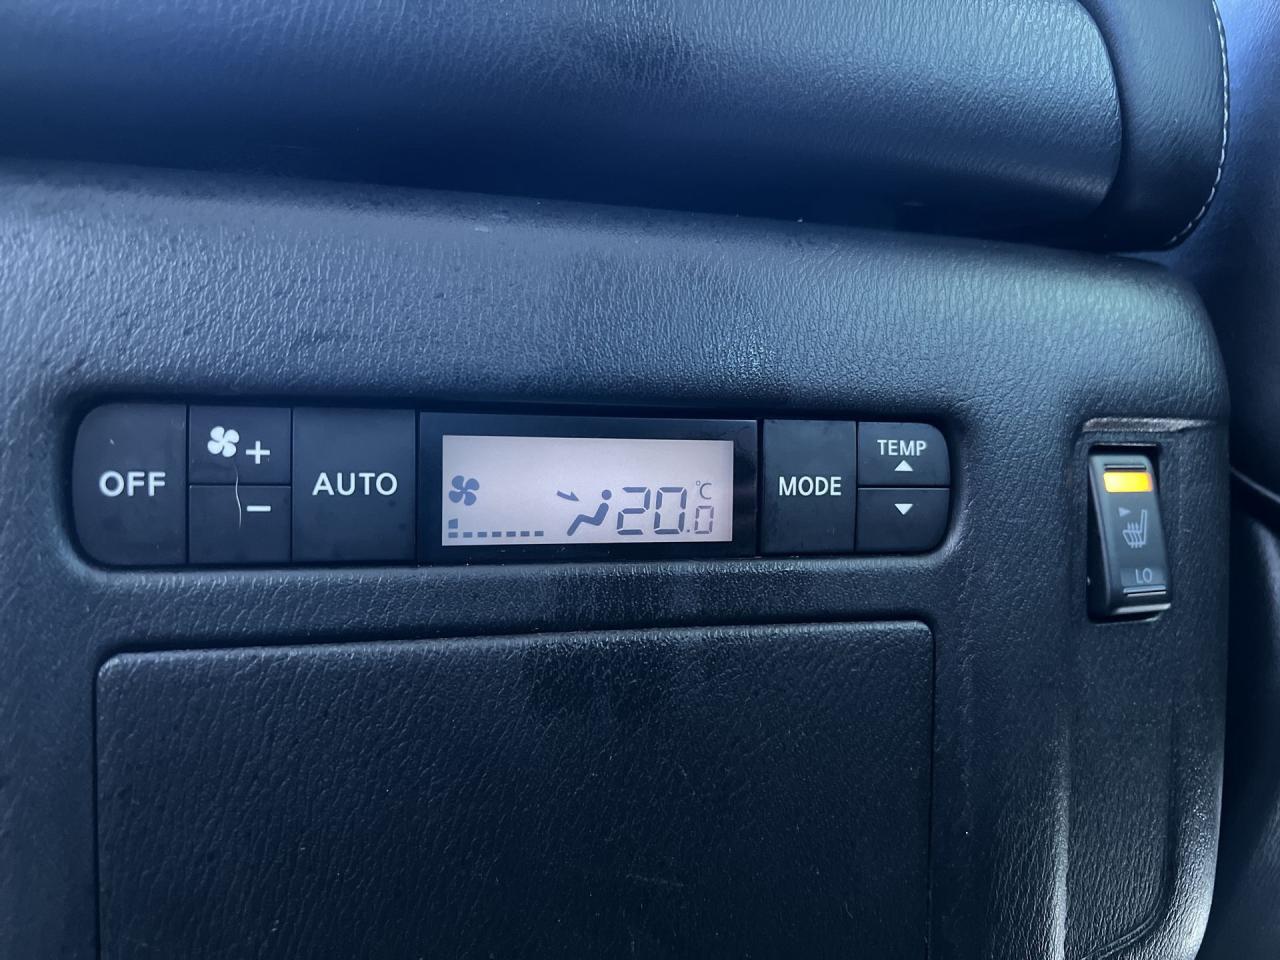 OFF
+
−
AUTO
20.0
°C
MODE
TEMP
LO